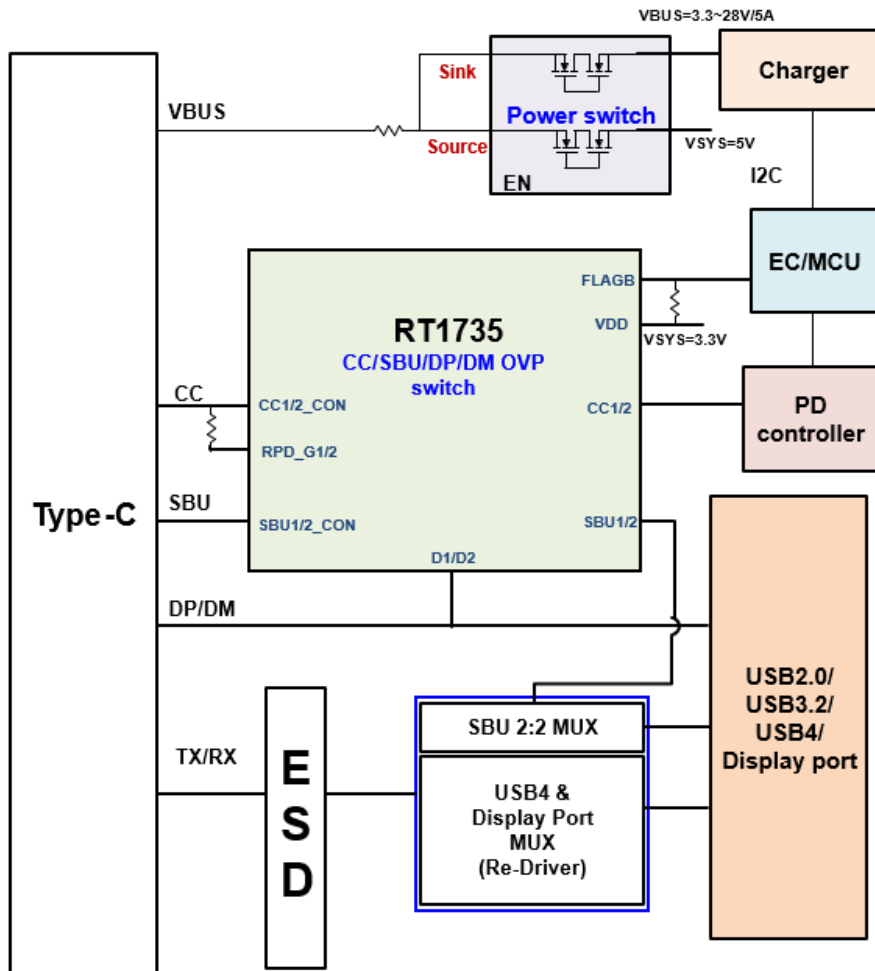 VBUS=3.3~28V/5A
Charger
Sink
VBUS
Power switch
Source
VSYS=5V
EN
I2C
EC/MCU
FLAGB
RT1735
VDD
VSYS=3.3V
CC/SBU/DP/DM OVP
switch
CC
CC1/2_CON
CC1/2
PD
controller
RPD_G1/2
Type-C
SBU
SBU1/2_CON
SBU1/2
D1/D2
DP/DM
USB2.0/
USB3.2/
USB4/
Display port
SBU 2:2 MUX
TX/RX
E
S
D
USB4 &
Display Port
MUX
(Re-Driver)